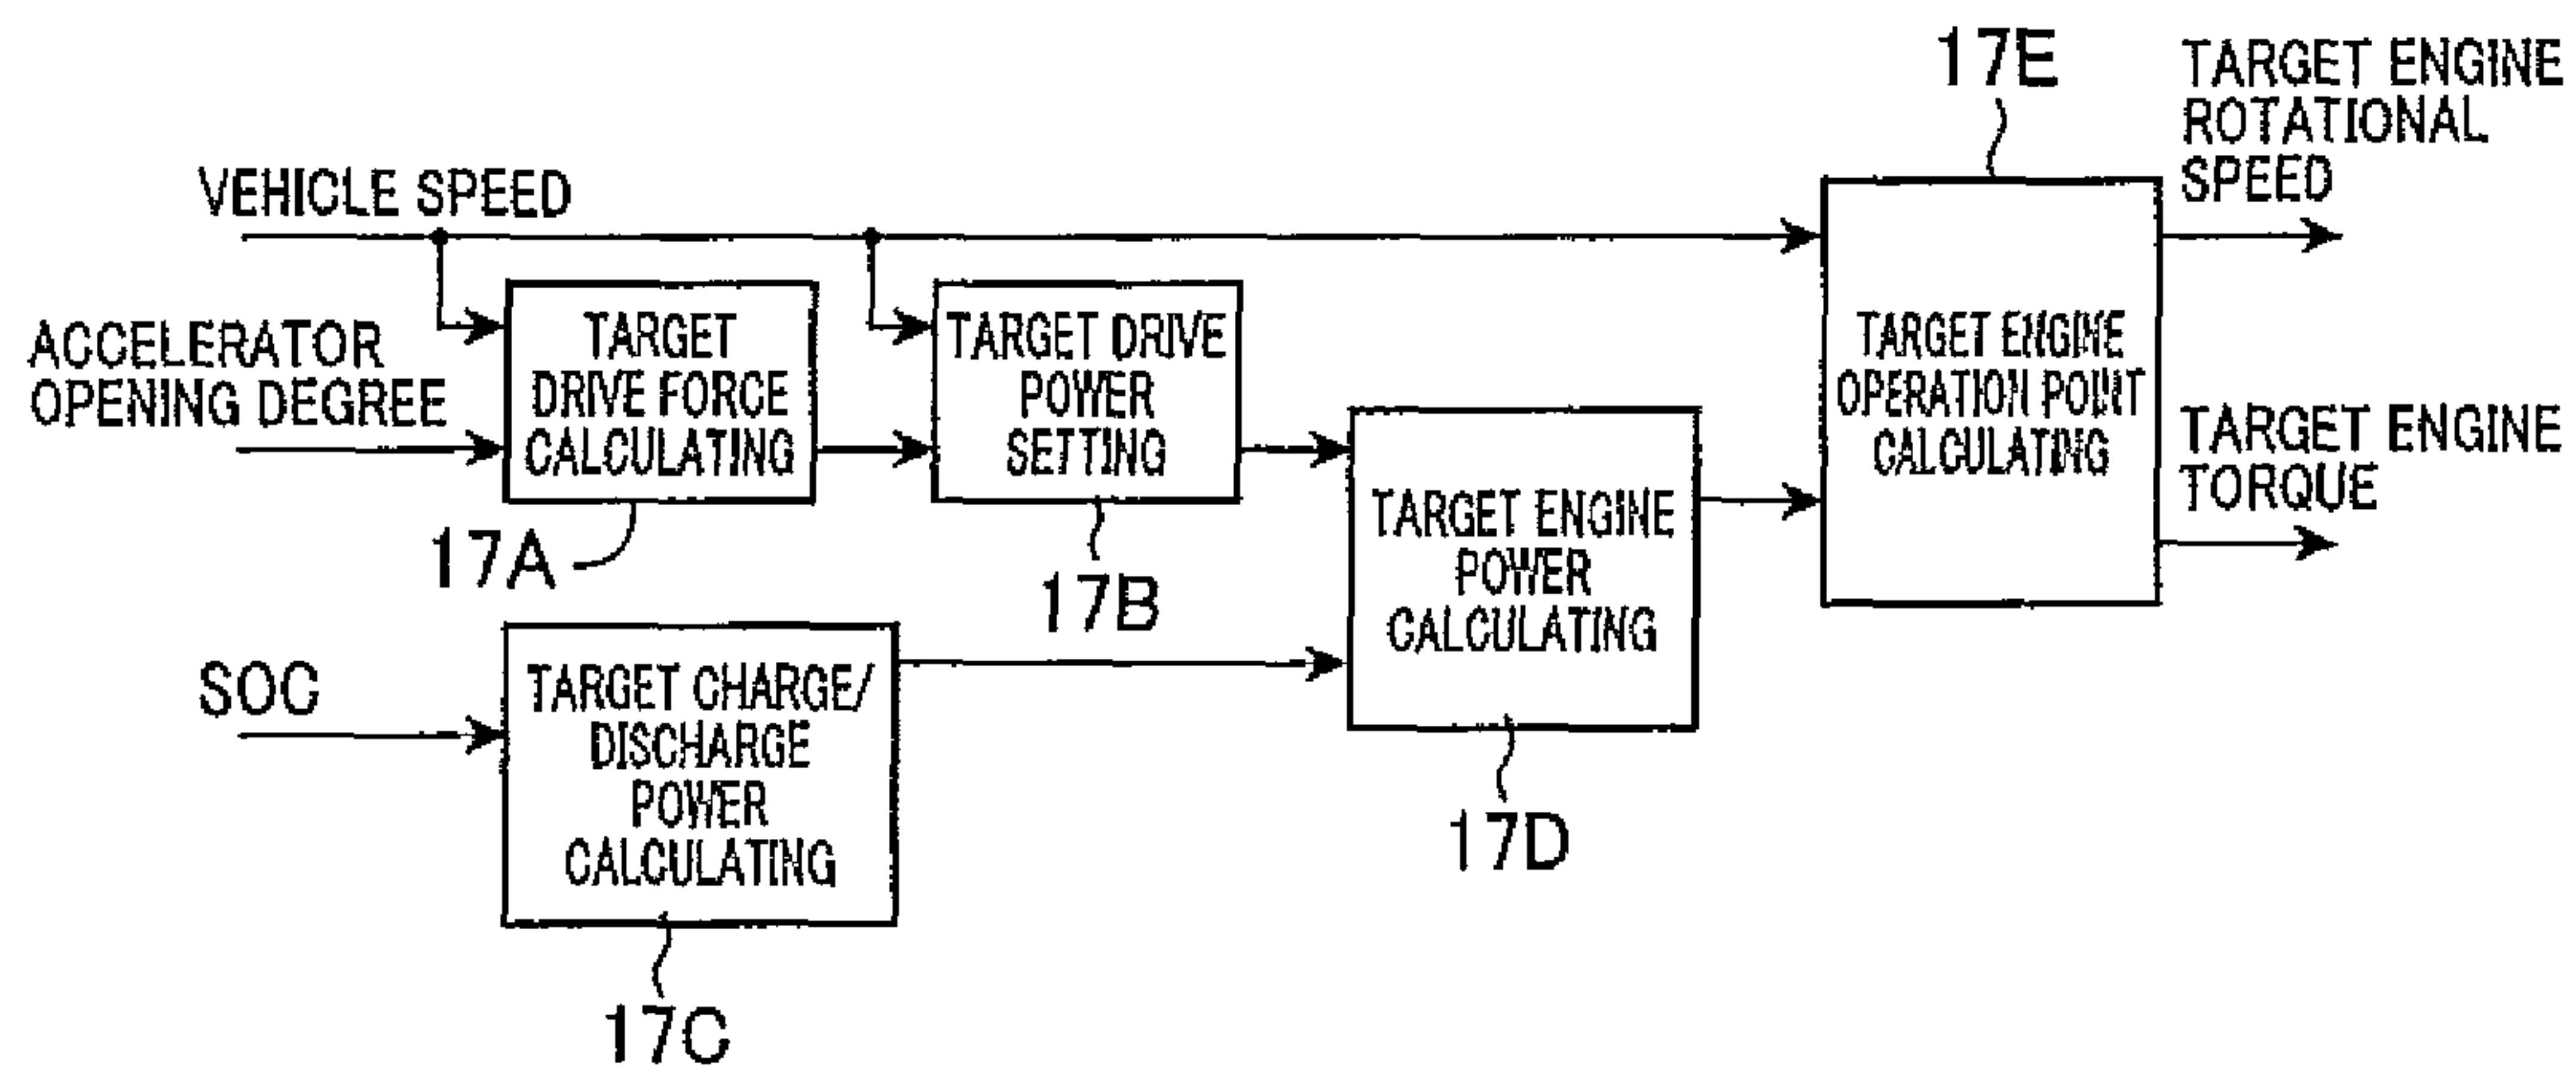 17E
TARGET ENGINE
ROTATIONAL
SPEED
VEHICLE SPEED
ACCELERATOR
OPENING DEGREE
TARGET
DRIVE FORCE
CALCULATING
17A
TARGET DRIVE
POWER
SETTING
17B
TARGET ENGINE
OPERATION POINT
CALCULATING
TARGET ENGINE
TORQUE
TARGET ENGINE
POWER
CALCULATING
17D
SOC
TARGET CHARGE/
DISCHARGE
POWER
CALCULATING
17C